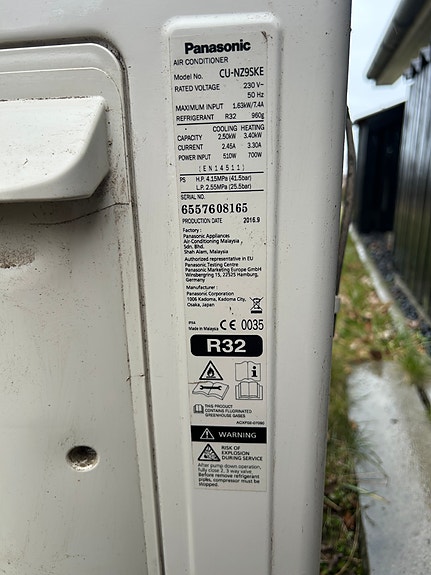 Panasonic
AIR CONDITIONER
Model No. CU-NZ9SKE
RATED VOLTAGE 230 V~
50 Hz
MAXIMUM INPUT 1.63kW/7.4A
REFRIGERANT R32 960g
COOLING HEATING
CAPACITY 2.50kW 3.40kW
CURRENT 2.45A 3.30A
POWER INPUT 510W 700W
[EN14511]
PS H.P. 4.15MPa (41.5bar)
L.P. 2.55MPa (25.5bar)
SERIAL NO.
6557608165
PRODUCTION DATE 2016.9
Factory :
Panasonic Appliances
Air-Conditioning Malaysia
Sdn. Bhd.
Shah Alam, Malaysia
Authorized representative in EU
Panasonic Testing Centre
Panasonic Marketing Europe GmbH
Winsbergring 15, 22525 Hamburg,
Germany
Manufacturer :
Panasonic Corporation
1006 Kadoma, Kadoma City,
Osaka, Japan
IPX4
Made in Malaysia CE 0035
R32
THIS PRODUCT
CONTAINS FLUORINATED
GREENHOUSE GASES
WARNING
RISK OF
EXPLOSION
DURING SERVICE
After pump down operation,
fully close 2, 3 way valve.
Before remove refrigerant
pipes, compressor must be
stopped.